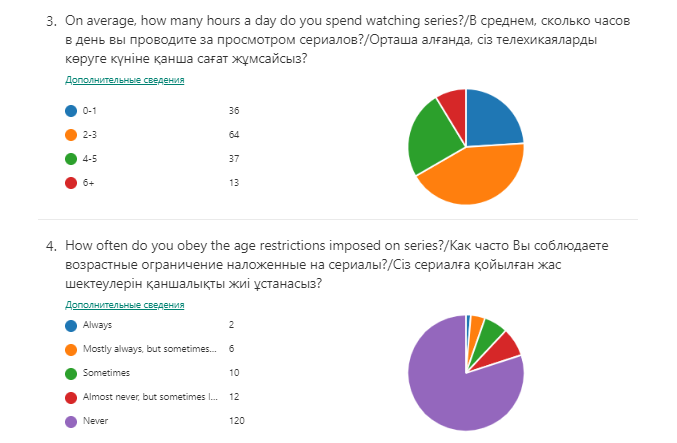 3. On average, how many hours a day do you spend watching series?/В среднем, сколько часов
в день вы проводите за просмотром сериалов?/Орташа алғанда, сіз телехикаяларды
көруге күніне қанша сағат жұмсайсыз?
Дополнительные сведения
0-1 36
2-3 64
4-5 37
6+ 13
4. How often do you obey the age restrictions imposed on series?/Как часто Вы соблюдаете
возрастные ограничение наложенные на сериалы?/Сіз сериалға қойылған жас
шектеулерін қаншалықты жиі ұстанасыз?
Дополнительные сведения
Always 2
Mostly always, but sometimes... 6
Sometimes 10
Almost never, but sometimes I... 12
Never 120